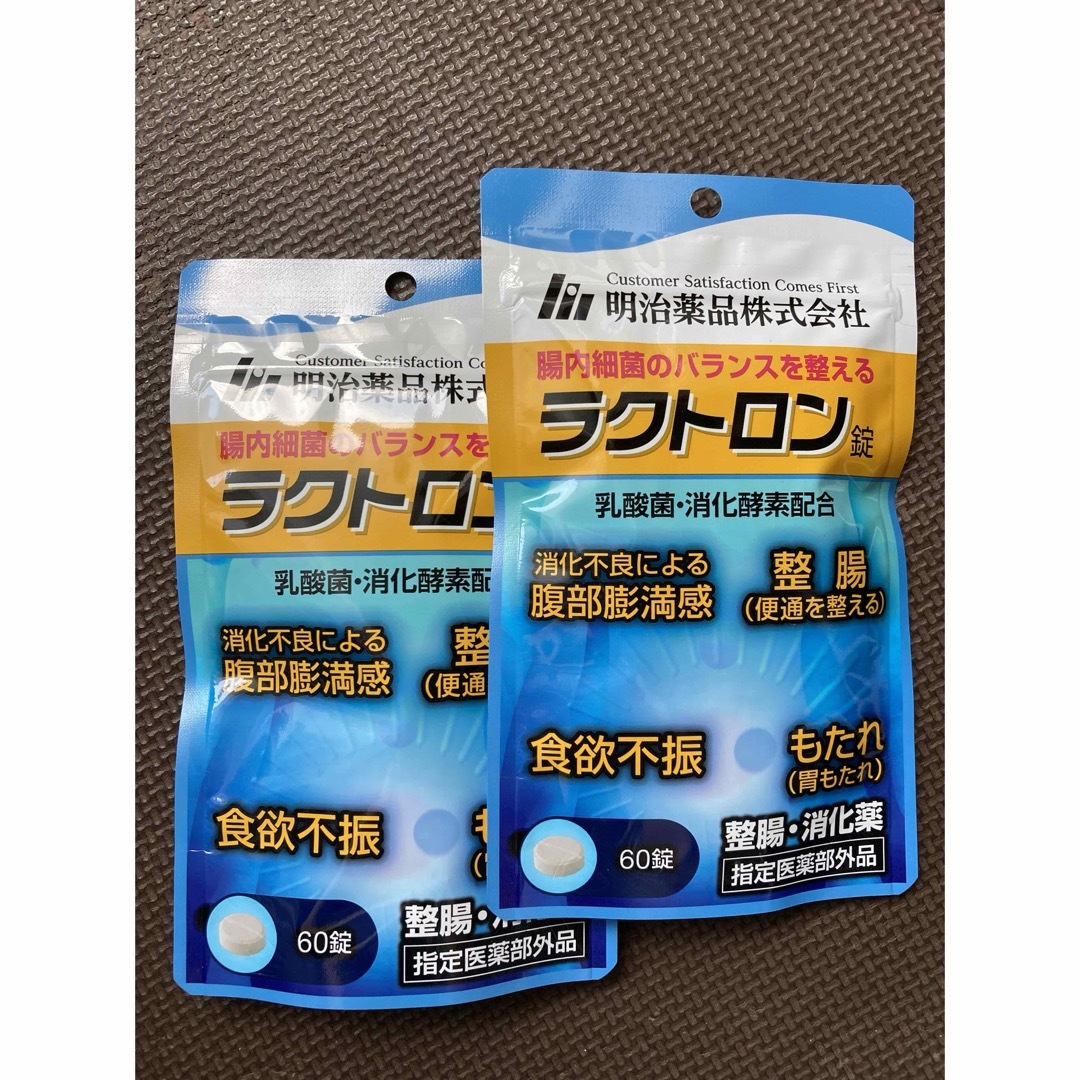 Customer Satisfaction Comes First
明治薬品株式会社
腸内細菌のバランスを整える
ラクトロン錠
乳酸菌・消化酵素配合
消化不良による
腹部膨満感
整腸
(便通を整える)
食欲不振
もたれ
(胃もたれ)
60錠
整腸・消化薬
指定医薬部外品
Customer Satisfaction Co
明治薬品株式
腸内細菌のバランスを
ラクトロン
乳酸菌・消化酵素配
消化不良による
腹部膨満感
整
(便通
食欲不振
も
60錠
整腸・消
指定医薬部外品